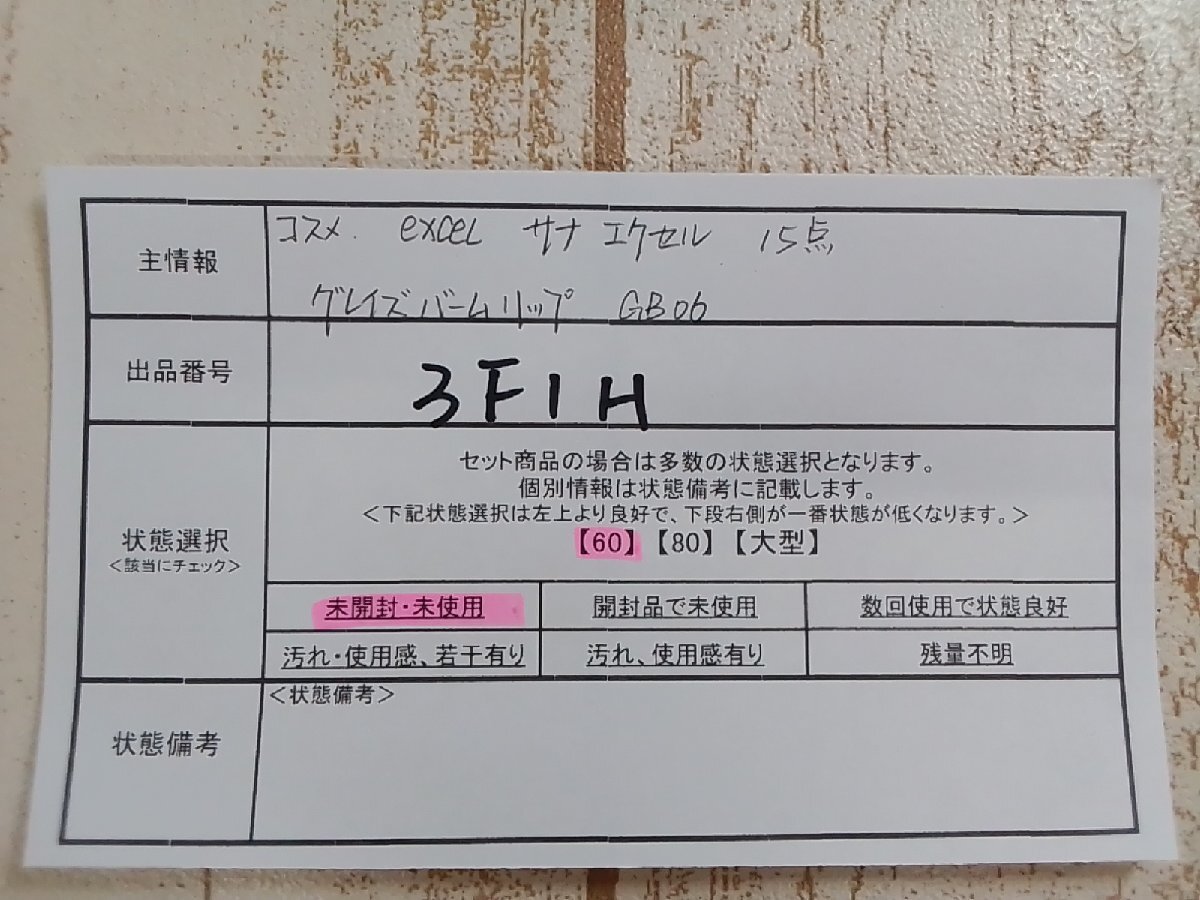 主情報
コスメ. excel サナ エクセル 15点
グレイズバームリップ GB06
出品番号
3F1H
状態選択
<該当にチェック>
セット商品の場合は多数の状態選択となります。
個別情報は状態備考に記載します。
<下記状態選択は左上より良好で、下段右側が一番状態が低くなります。>
【60】【80】【大型】
未開封・未使用 開封品で未使用 数回使用で状態良好
汚れ・使用感、若干有り 汚れ、使用感有り 残量不明
状態備考
<状態備考>